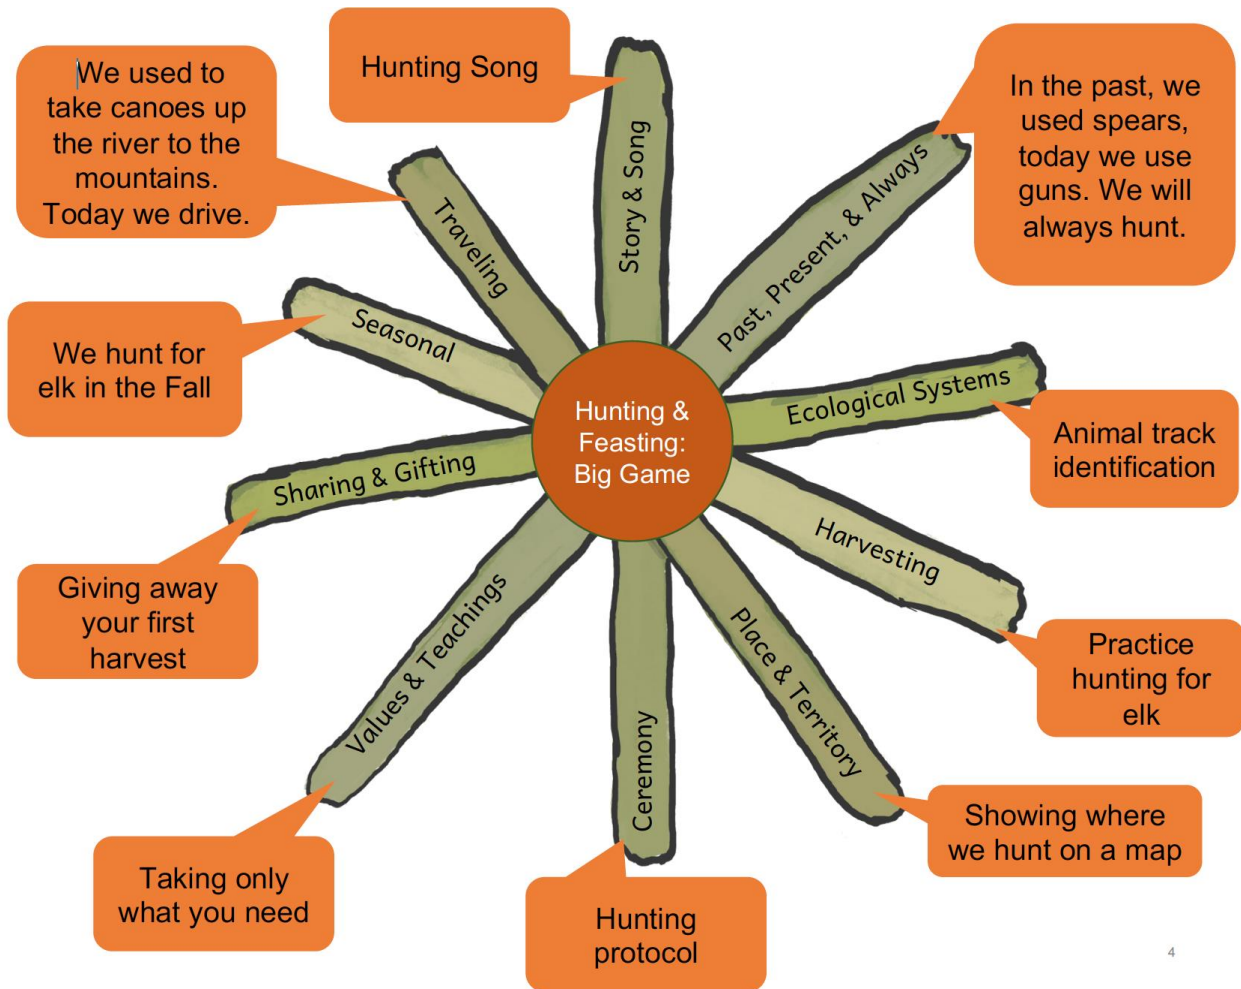 Hunting Song
We used to
take canoes up
the river to the
mountains.
Today we drive.
In the past, we
used spears,
today we use
guns. We will
always hunt.
Story & Song
Past, Present, & Always
Traveling
Seasonal
We hunt for
elk in the Fall
Ecological Systems
Animal track
identification
Hunting &
Feasting:
Big Game
Sharing & Gifting
Harvesting
Giving away
your first
harvest
Practice
hunting for
elk
Values & Teachings
Place & Territory
Ceremony
Showing where
we hunt on a map
Taking only
what you need
Hunting
protocol
4